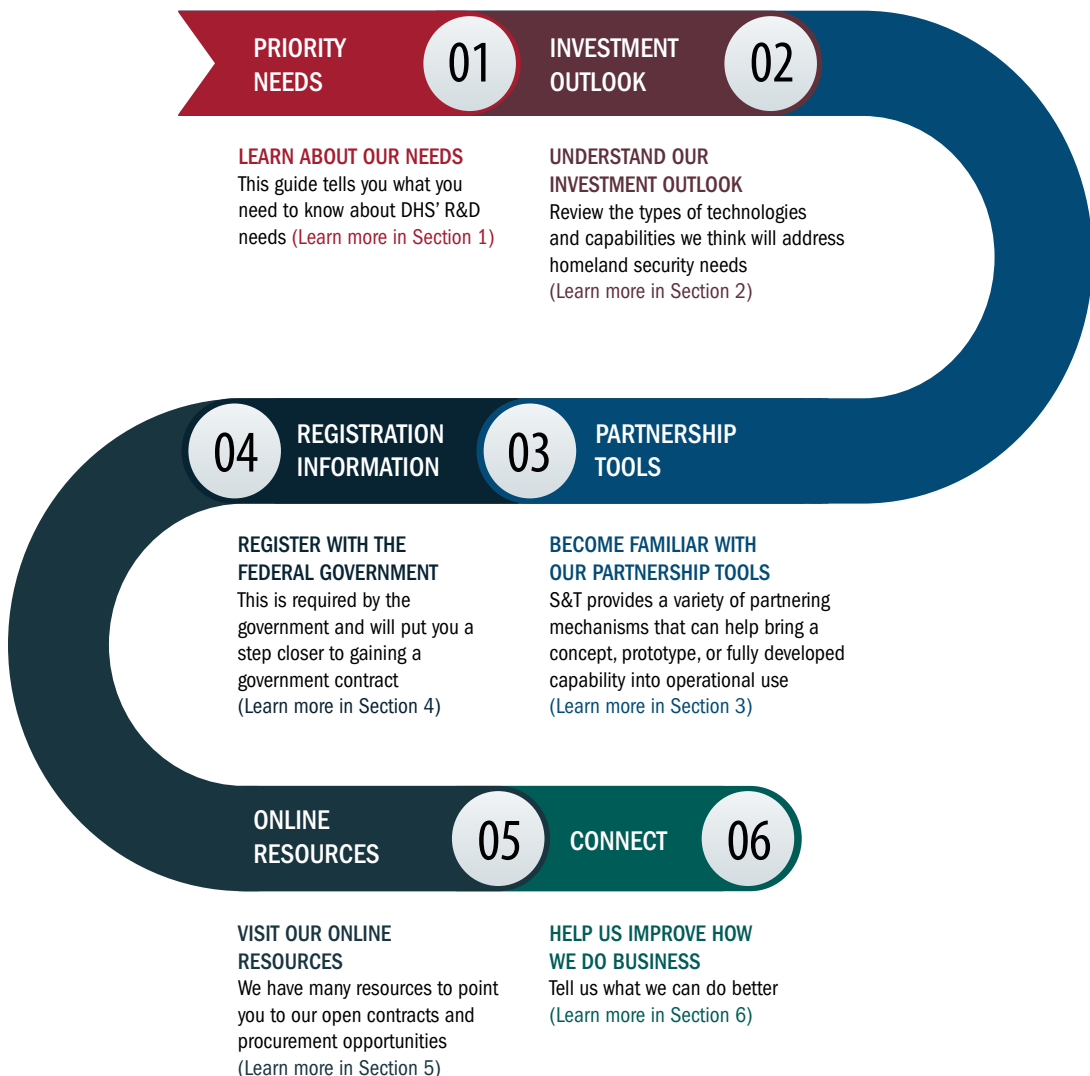 PRIORITY
NEEDS
01
INVESTMENT
OUTLOOK
02
LEARN ABOUT OUR NEEDS
This guide tells you what you
need to know about DHS' R&D
needs (Learn more in Section 1)
UNDERSTAND OUR
INVESTMENT OUTLOOK
Review the types of technologies
and capabilities we think will address
homeland security needs
(Learn more in Section 2)
PARTNERSHIP
TOOLS
03
BECOME FAMILIAR WITH
OUR PARTNERSHIP TOOLS
S&T provides a variety of partnering
mechanisms that can help bring a
concept, prototype, or fully developed
capability into operational use
(Learn more in Section 3)
04
REGISTRATION
INFORMATION
REGISTER WITH THE
FEDERAL GOVERNMENT
This is required by the
government and will put you a
step closer to gaining a
government contract
(Learn more in Section 4)
ONLINE
RESOURCES
05
VISIT OUR ONLINE
RESOURCES
We have many resources to point
you to our open contracts and
procurement opportunities
(Learn more in Section 5)
CONNECT
06
HELP US IMPROVE HOW
WE DO BUSINESS
Tell us what we can do better
(Learn more in Section 6)